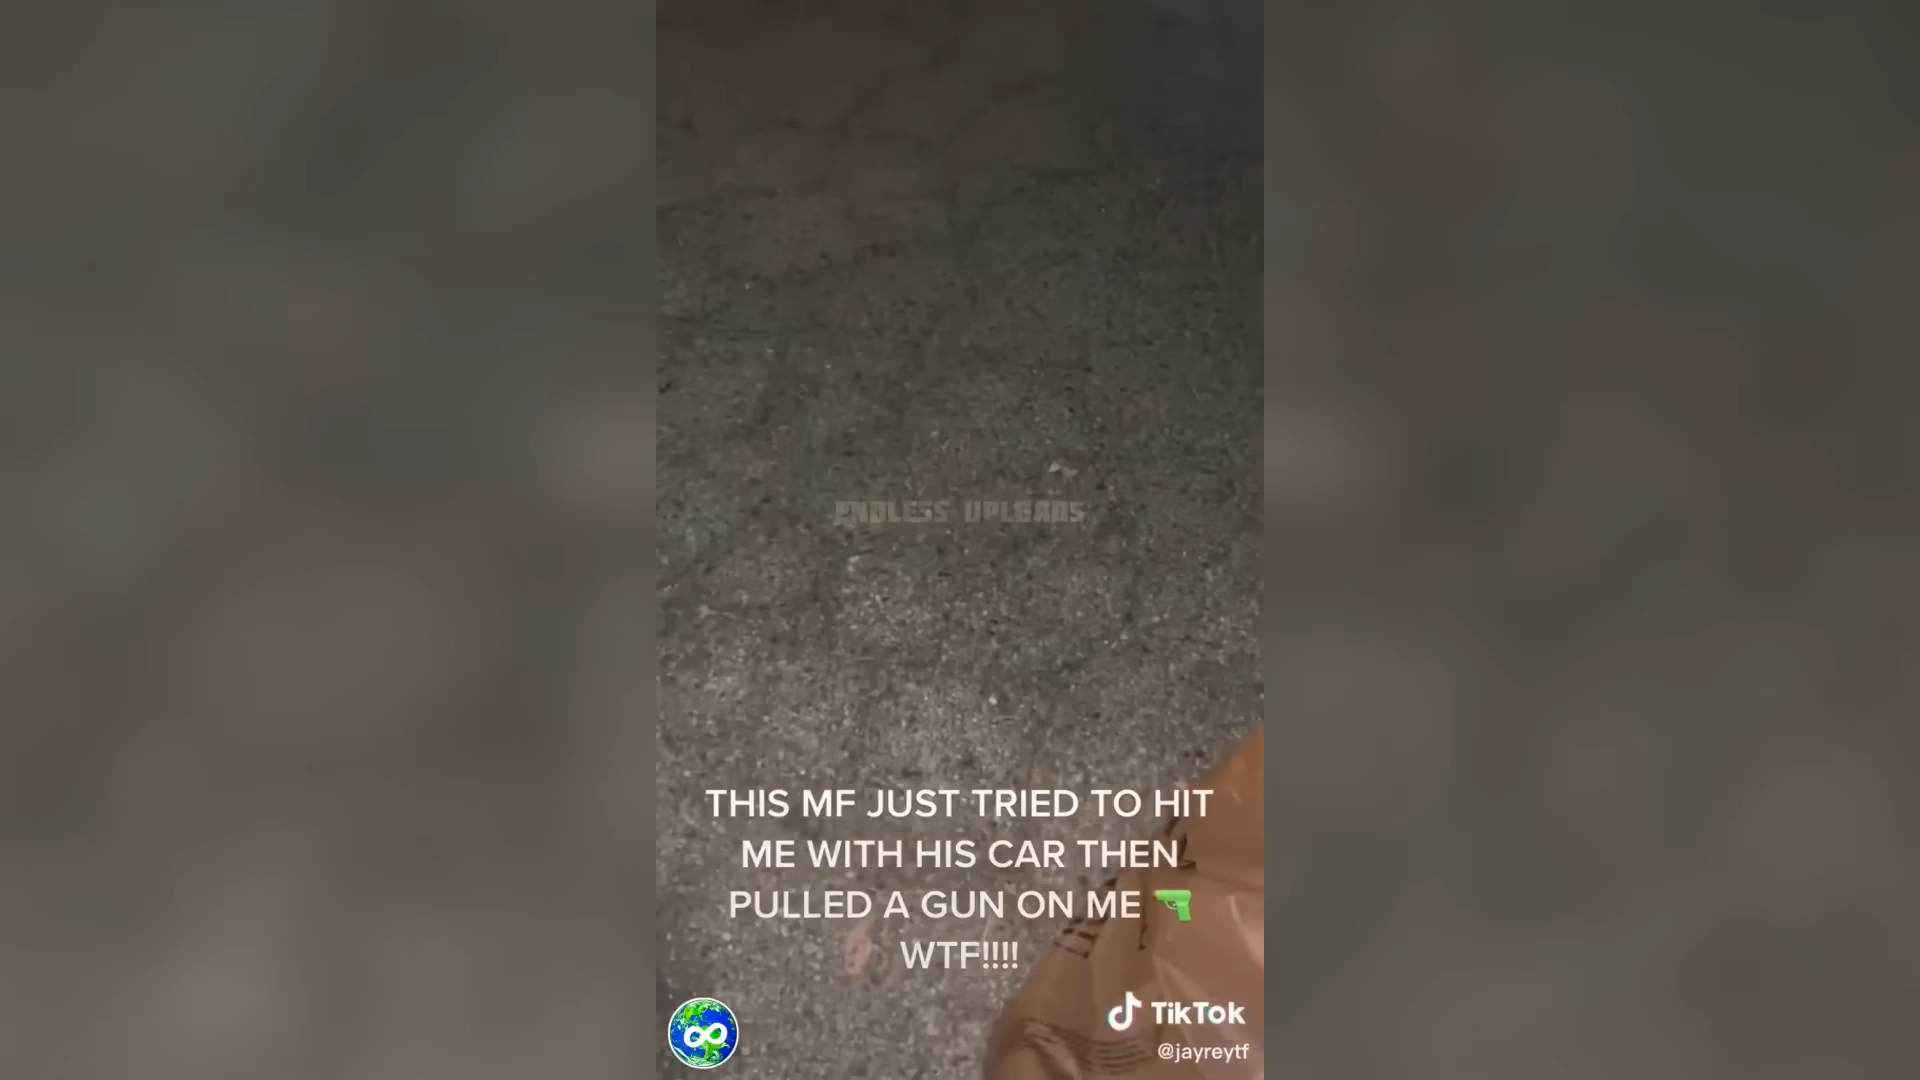 ENDLESS UPLOADS
THIS MF JUST TRIED TO HIT
ME WITH HIS CAR THEN
PULLED A GUN ON ME 🔫
WTF!!!!
TikTok
@jayreytf